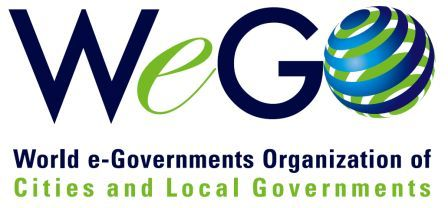 WeGO
World e-Governments Organization of
Cities and Local Governments